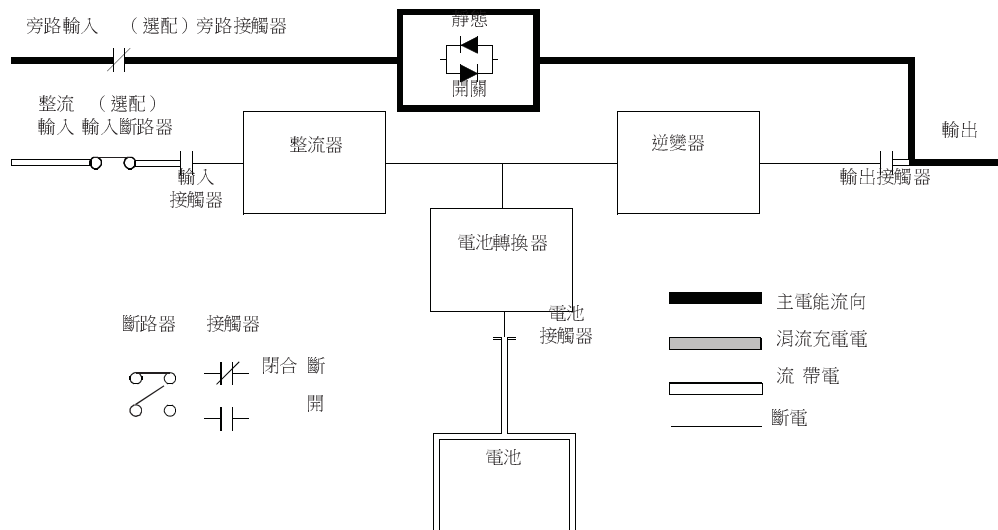 旁路輸入 （選配）旁路接觸器
靜態
開關
整流 （選配）
輸入 輸入斷路器
輸入
接觸器
整流器
逆變器
輸出
輸出接觸器
電池轉換器
電池
接觸器
電池
斷路器 接觸器
閉合 斷
開
主電能流向
涓流充電電
流 帶電
斷電